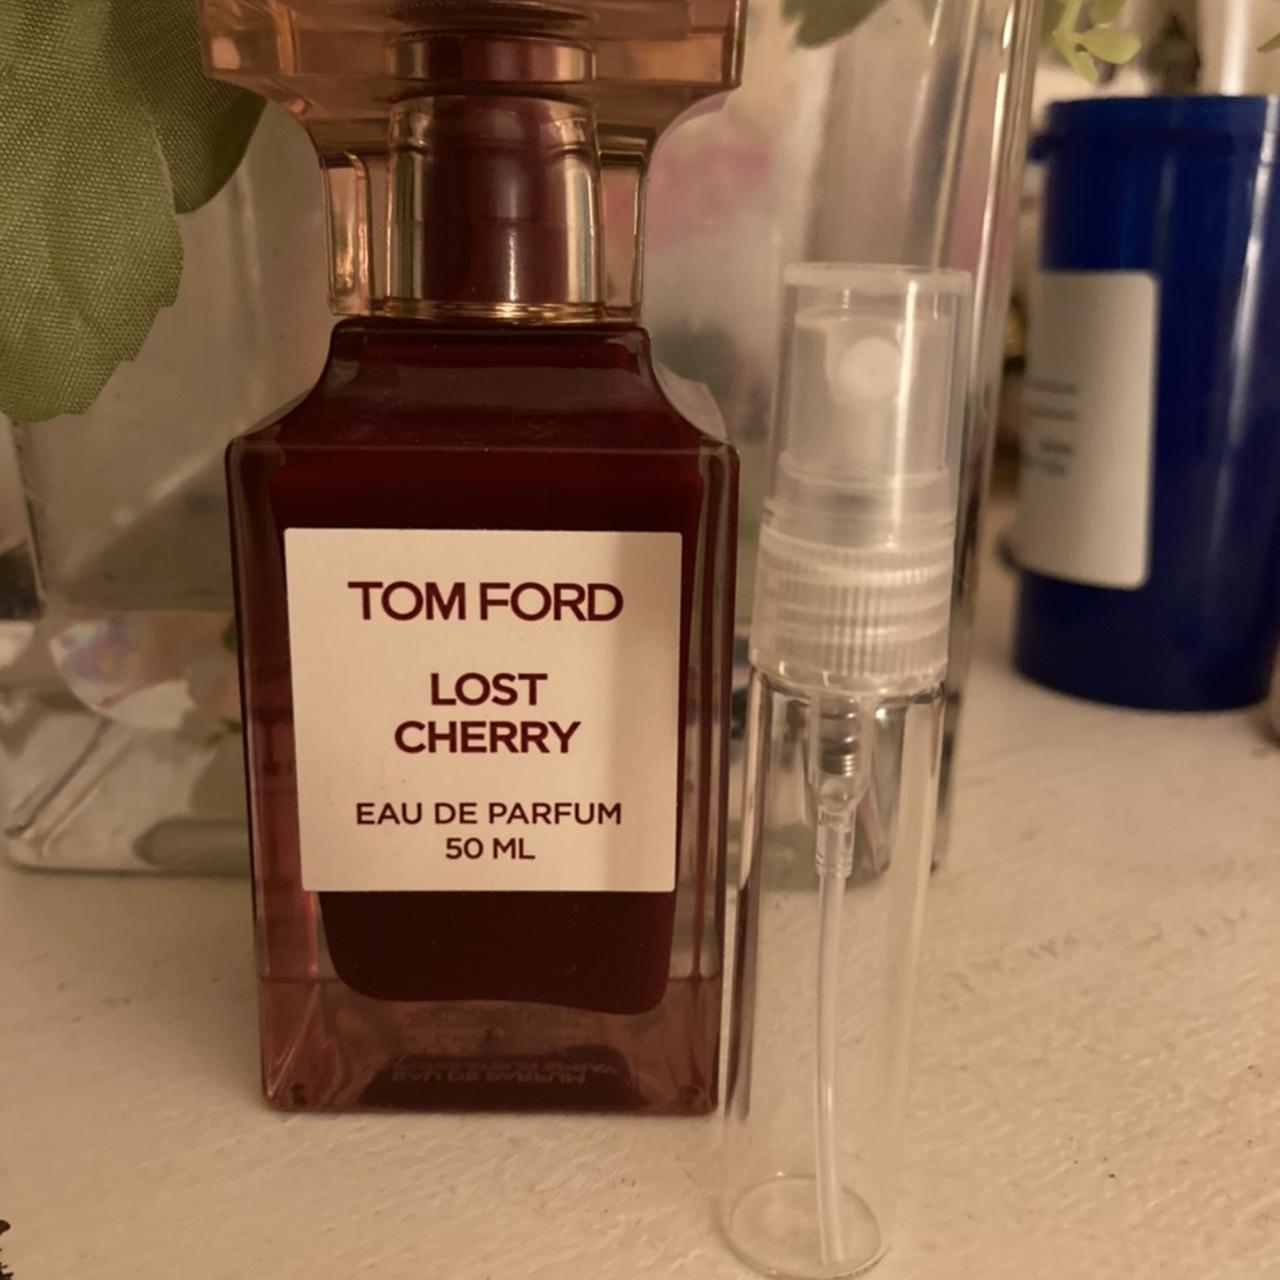 TOM FORD
LOST
CHERRY
EAU DE PARFUM
50 ML